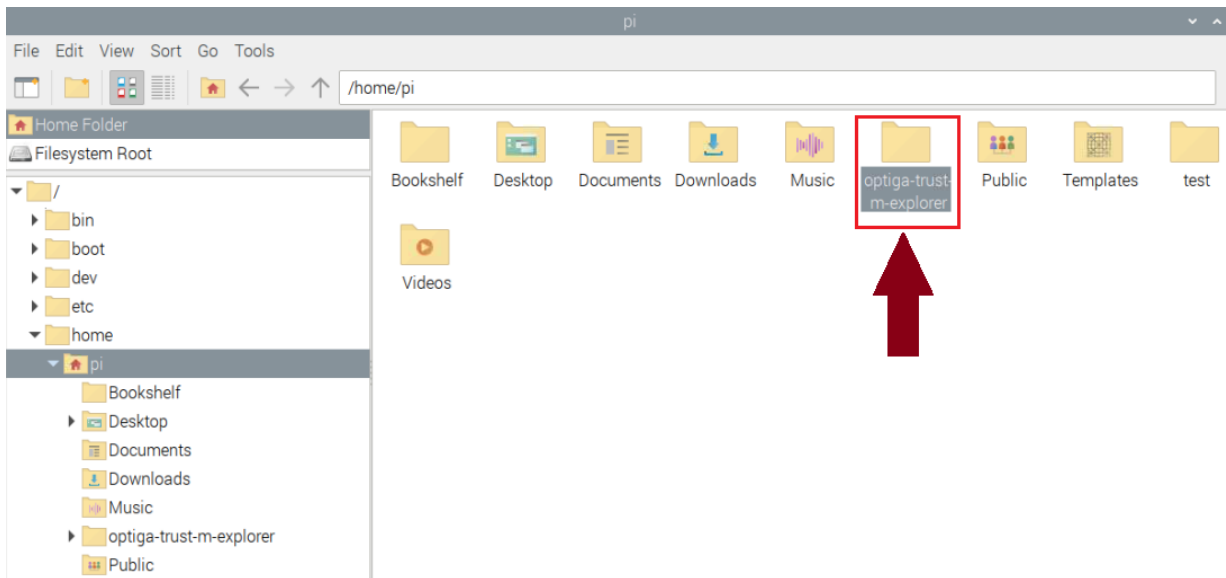 pi
File Edit View Sort Go Tools
/home/pi
Home Folder
Filesystem Root
/
bin
boot
dev
etc
home
pi
Bookshelf
Desktop
Documents
Downloads
Music
optiga-trust-m-explorer
Public
Bookshelf Desktop Documents Downloads Music optiga-trust- Public Templates test
m-explorer
Videos